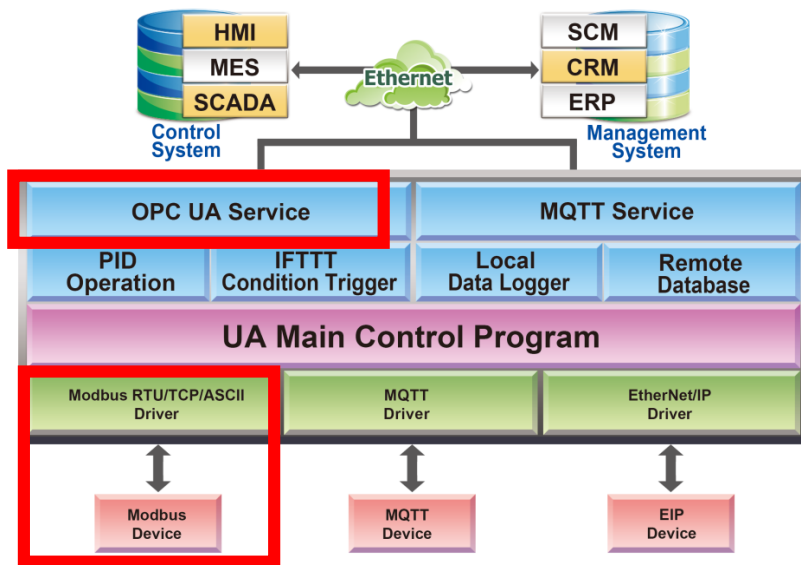 HMI
MES
SCADA
Control
System
Ethernet
SCM
CRM
ERP
Management
System
OPC UA Service
MQTT Service
PID
Operation
IFTTT
Condition Trigger
Local
Data Logger
Remote
Database
UA Main Control Program
Modbus RTU/TCP/ASCII
Driver
MQTT
Driver
EtherNet/IP
Driver
Modbus
Device
MQTT
Device
EIP
Device